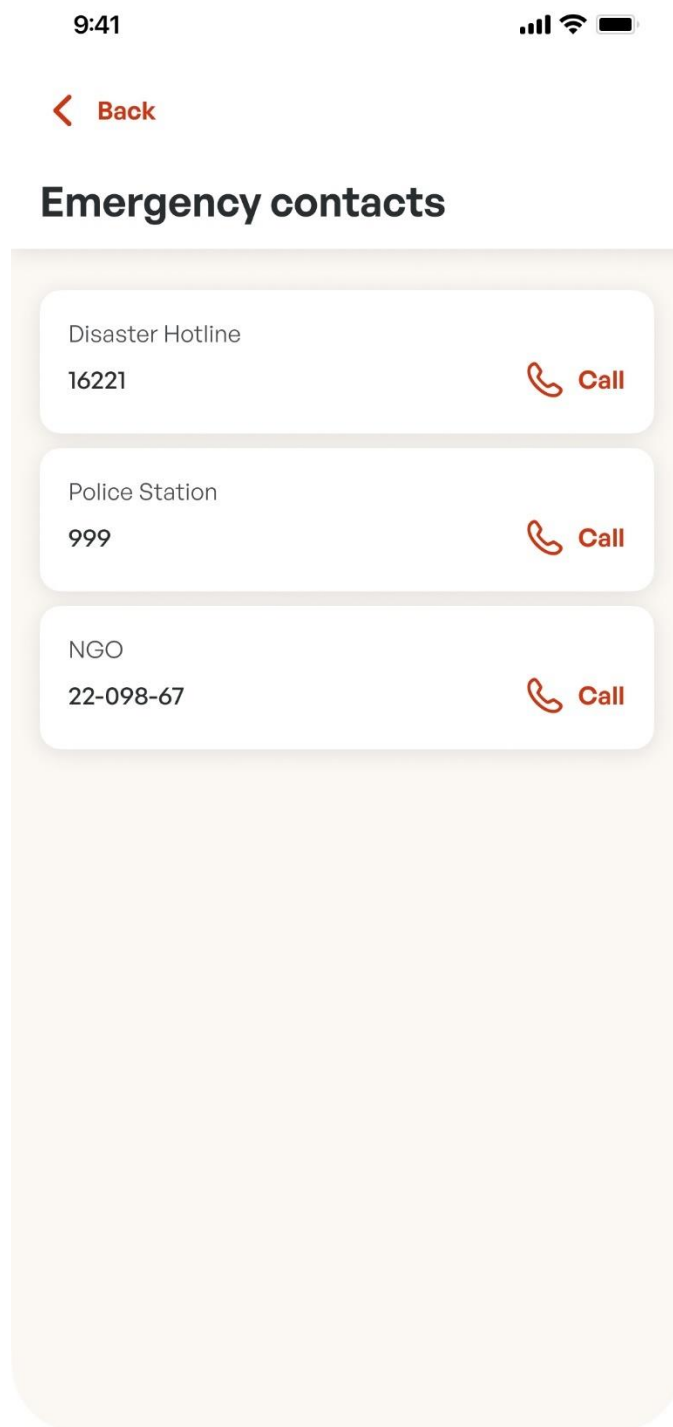 9:41
Back
Emergency contacts
Disaster Hotline
16221
Call
Police Station
999
Call
NGO
22-098-67
Call